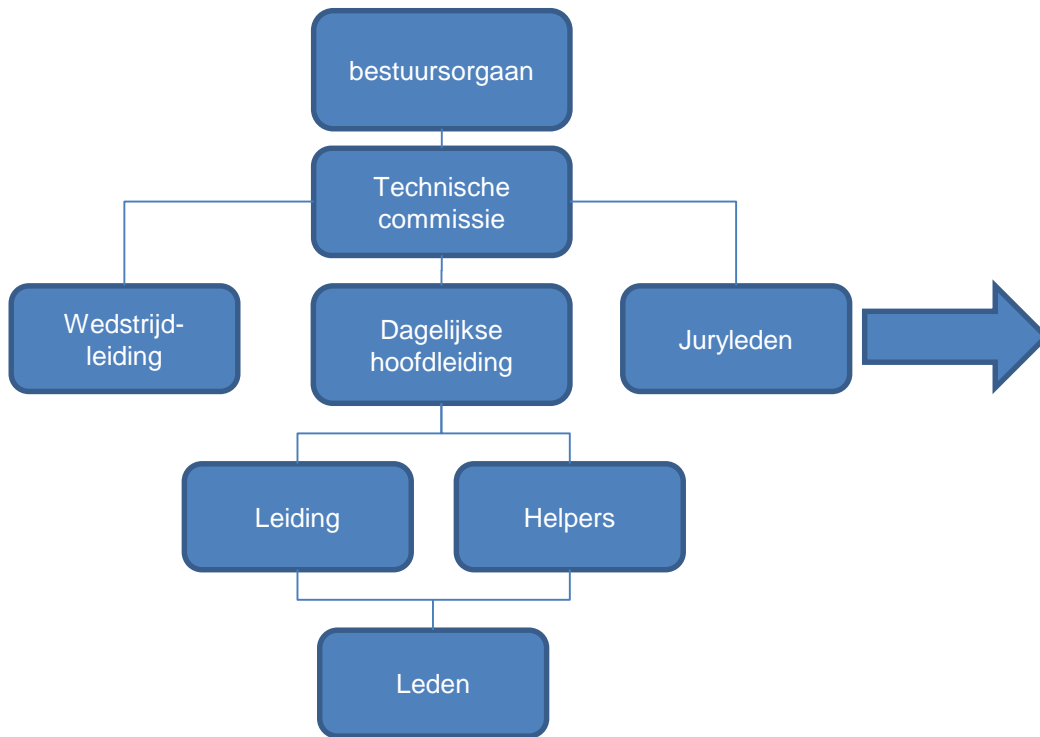 bestuursorgaan
Technische
commissie
Wedstrijd-
leiding
Dagelijkse
hoofdleiding
Juryleden
Leiding
Helpers
Leden